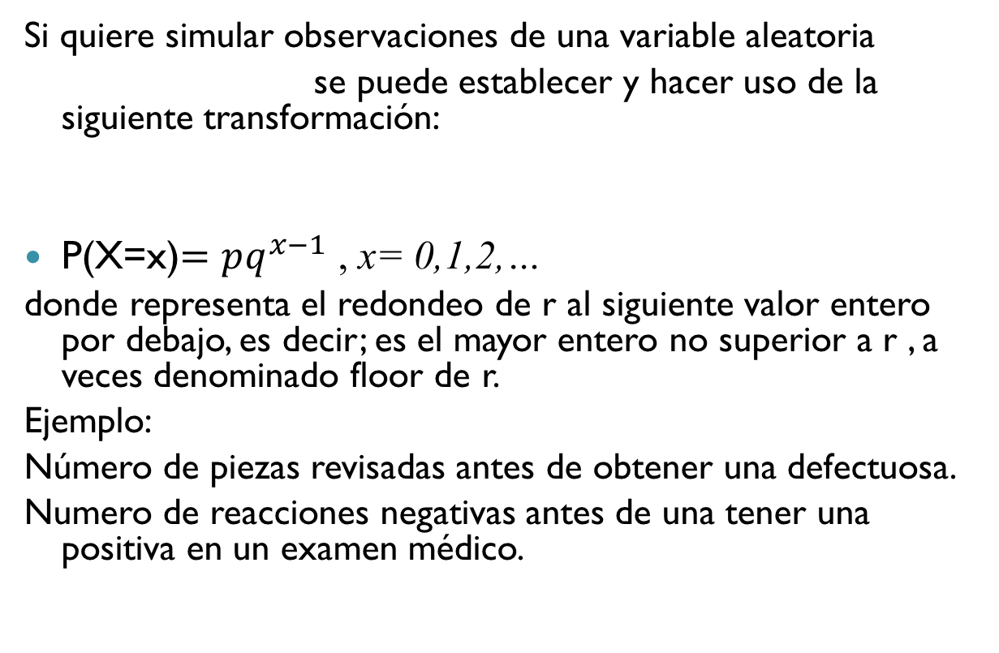 Si quiere simular observaciones de una variable aleatoria
se puede establecer y hacer uso de la
siguiente transformación:
• P(X=x)= pq^{x−1} , x= 0,1,2,…
donde representa el redondeo de r al siguiente valor entero
por debajo, es decir; es el mayor entero no superior a r , a
veces denominado floor de r.
Ejemplo:
Número de piezas revisadas antes de obtener una defectuosa.
Numero de reacciones negativas antes de una tener una
positiva en un examen médico.